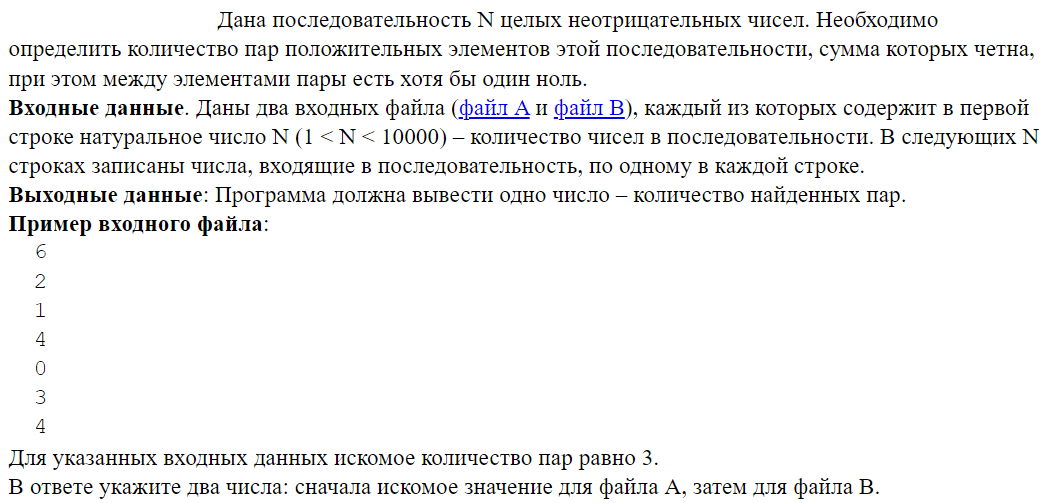 Дана последовательность N целых неотрицательных чисел. Необходимо
определить количество пар положительных элементов этой последовательности, сумма которых четна,
при этом между элементами пары есть хотя бы один ноль.
Входные данные. Даны два входных файла (файл A и файл B), каждый из которых содержит в первой
строке натуральное число N (1 < N < 10000) – количество чисел в последовательности. В следующих N
строках записаны числа, входящие в последовательность, по одному в каждой строке.
Выходные данные: Программа должна вывести одно число – количество найденных пар.
Пример входного файла:
6
2
1
4
0
3
4
Для указанных входных данных искомое количество пар равно 3.
В ответе укажите два числа: сначала искомое значение для файла А, затем для файла B.